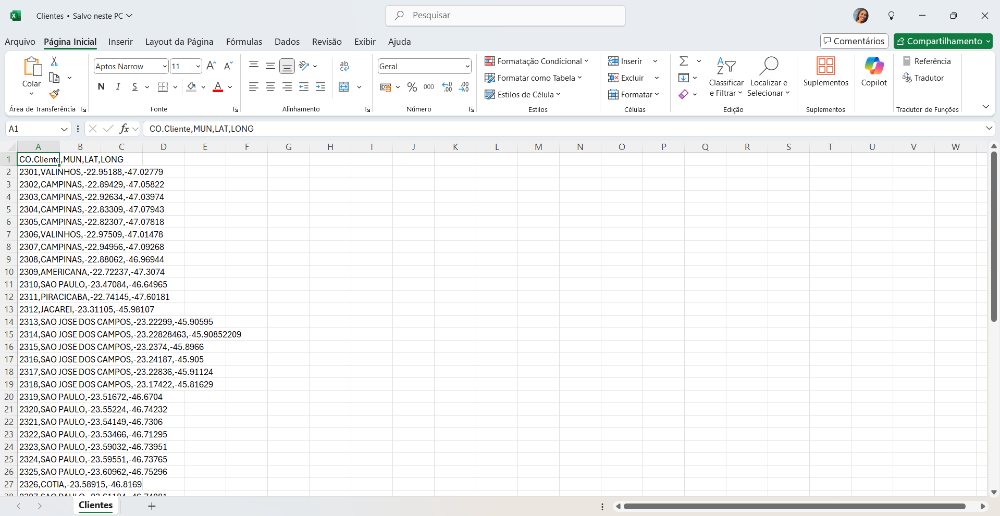 Clientes • Salvo neste PC
Pesquisar
Arquivo Página Inicial Inserir Layout da Página Fórmulas Dados Revisão Exibir Ajuda
Comentários Compartilhamento
Colar
Área de Transferência
Aptos Narrow 11
N I S A
Fonte
ab
Alinhamento
Geral
% 000 ,00
Número
Formatação Condicional
Formatar como Tabela
Estilos de Célula
Estilos
Inserir
Excluir
Formatar
Células
Classificar e Filtrar
Localizar e Selecionar
Edição
Suplementos
Suplementos
Copilot
Referência
Tradutor
Tradutor de Funções
A1 fx CO.Cliente,MUN,LAT,LONG
A B C D E F G H I J K L M N O P Q R S T U V W
1 CO.Cliente,MUN,LAT,LONG
2 2301,VALINHOS,-22.95188,-47.02779
3 2302,CAMPINAS,-22.89429,-47.05822
4 2303,CAMPINAS,-22.92634,-47.03974
5 2304,CAMPINAS,-22.83309,-47.07943
6 2305,CAMPINAS,-22.82307,-47.07818
7 2306,VALINHOS,-22.97509,-47.01478
8 2307,CAMPINAS,-22.94956,-47.09268
9 2308,CAMPINAS,-22.88062,-46.96944
10 2309,AMERICANA,-22.72237,-47.3074
11 2310,SAO PAULO,-23.47084,-46.64965
12 2311,PIRACICABA,-22.74145,-47.60181
13 2312,JACAREI,-23.31105,-45.98107
14 2313,SAO JOSE DOS CAMPOS,-23.22299,-45.90595
15 2314,SAO JOSE DOS CAMPOS,-23.22828463,-45.90852209
16 2315,SAO JOSE DOS CAMPOS,-23.2374,-45.8966
17 2316,SAO JOSE DOS CAMPOS,-23.24187,-45.905
18 2317,SAO JOSE DOS CAMPOS,-23.22836,-45.91124
19 2318,SAO JOSE DOS CAMPOS,-23.17422,-45.81629
20 2319,SAO PAULO,-23.51672,-46.6704
21 2320,SAO PAULO,-23.55224,-46.74232
22 2321,SAO PAULO,-23.54149,-46.7306
23 2322,SAO PAULO,-23.53466,-46.71295
24 2323,SAO PAULO,-23.59032,-46.73951
25 2324,SAO PAULO,-23.59551,-46.73765
26 2325,SAO PAULO,-23.60962,-46.75296
27 2326,COTIA,-23.58915,-46.8169
Clientes